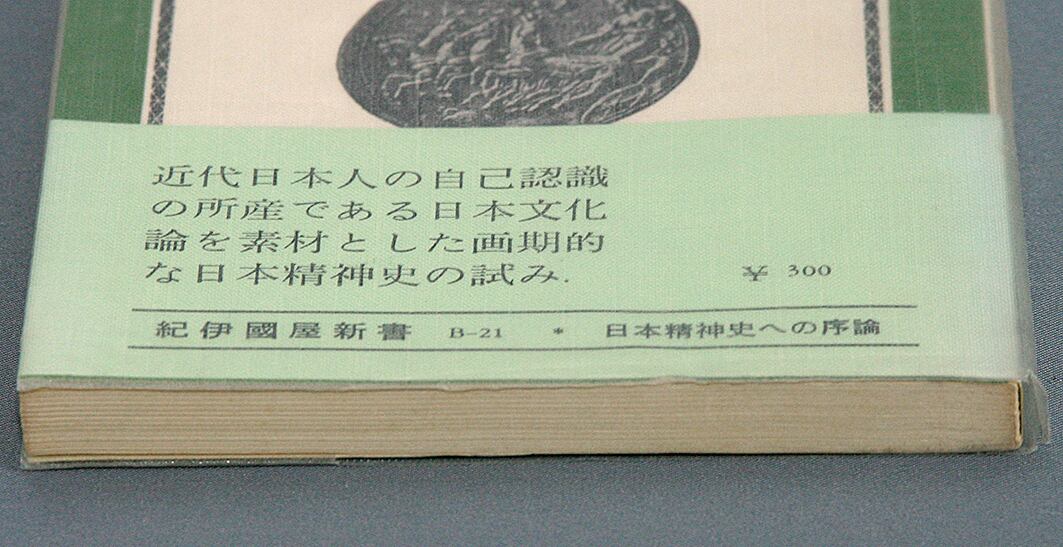 近代日本人の自己認識
の所産である日本文化
論を素材とした画期的
な日本精神史の試み.
¥ 300
紀伊國屋新書 B-21 * 日本精神史への序論